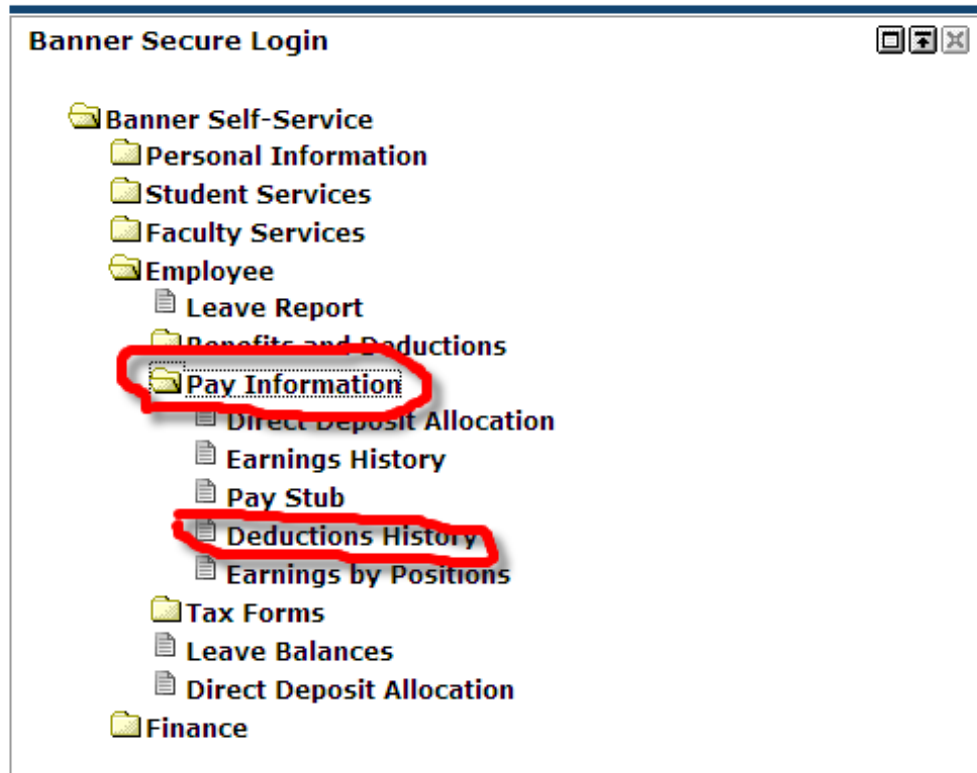 Banner Secure Login
Banner Self-Service
Personal Information
Student Services
Faculty Services
Employee
Leave Report
Benefits and Deductions
Pay Information
Direct Deposit Allocation
Earnings History
Pay Stub
Deductions History
Earnings by Positions
Tax Forms
Leave Balances
Direct Deposit Allocation
Finance